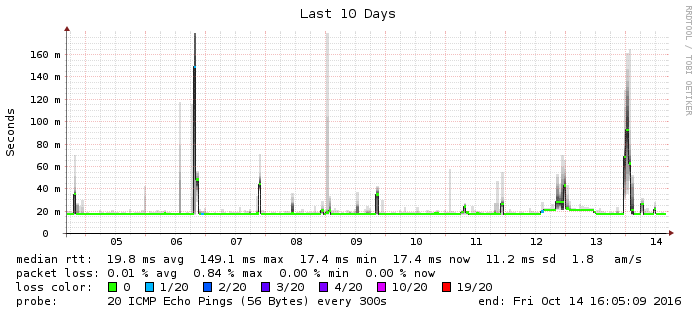 Last 10 Days
RRDTOOL / TOBI OETIKER
Seconds
160 m
140 m
120 m
100 m
80 m
60 m
40 m
20 m
0
05 06 07 08 09 10 11 12 13 14
median rtt: 19.8 ms avg 149.1 ms max 17.4 ms min 17.4 ms now 11.2 ms sd 1.8 am/s
packet loss: 0.01 % avg 0.84 % max 0.00 % min 0.00 % now
loss color: 0 1/20 2/20 3/20 4/20 10/20 19/20
probe: 20 ICMP Echo Pings (56 Bytes) every 300s end: Fri Oct 14 16:05:09 2016